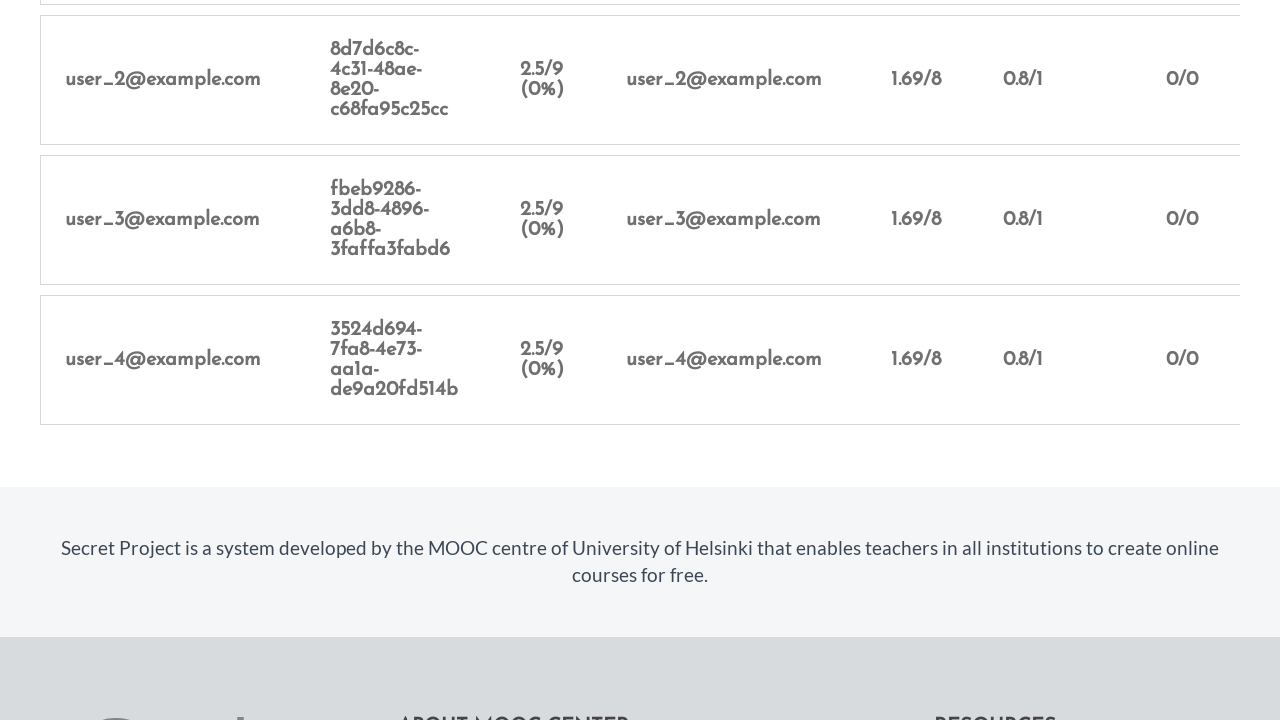 user_2@example.com
8d7d6c8c-
4c31-48ae-
8e20-
c68fa95c25cc
2.5/9
(0%)
user_2@example.com
1.69/8
0.8/1
0/0
user_3@example.com
fbeb9286-
3dd8-4896-
a6b8-
3faffa3fabd6
2.5/9
(0%)
user_3@example.com
1.69/8
0.8/1
0/0
user_4@example.com
3524d694-
7fa8-4e73-
aa1a-
de9a20fd514b
2.5/9
(0%)
user_4@example.com
1.69/8
0.8/1
0/0
Secret Project is a system developed by the MOOC centre of University of Helsinki that enables teachers in all institutions to create online
courses for free.
ABOUT MOOC CENTER
RESOURCES